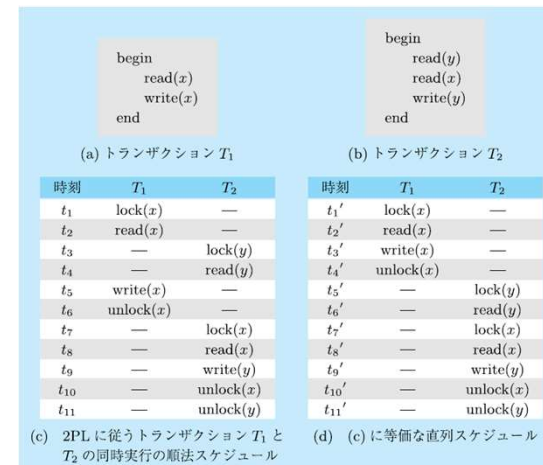 begin
read(x)
write(x)
end
(a) トランザクション T₁
begin
read(y)
read(x)
write(y)
end
(b) トランザクション T₂
時刻 T₁ T₂
t₁ lock(x) —
t₂ read(x) —
t₃ — lock(y)
t₄ — read(y)
t₅ write(x) —
t₆ unlock(x) —
t₇ — lock(x)
t₈ — read(x)
t₉ — write(y)
t₁₀ — unlock(x)
t₁₁ — unlock(y)
(c) 2PL に従うトランザクション T₁ と
T₂ の同時実行の順法スケジュール
時刻 T₁ T₂
t₁′ lock(x) —
t₂′ read(x) —
t₃′ write(x) —
t₄′ unlock(x) —
t₅′ — lock(y)
t₆′ — read(y)
t₇′ — lock(x)
t₈′ — read(x)
t₉′ — write(y)
t₁₀′ — unlock(x)
t₁₁′ — unlock(y)
(d) (c) に等価な直列スケジュール